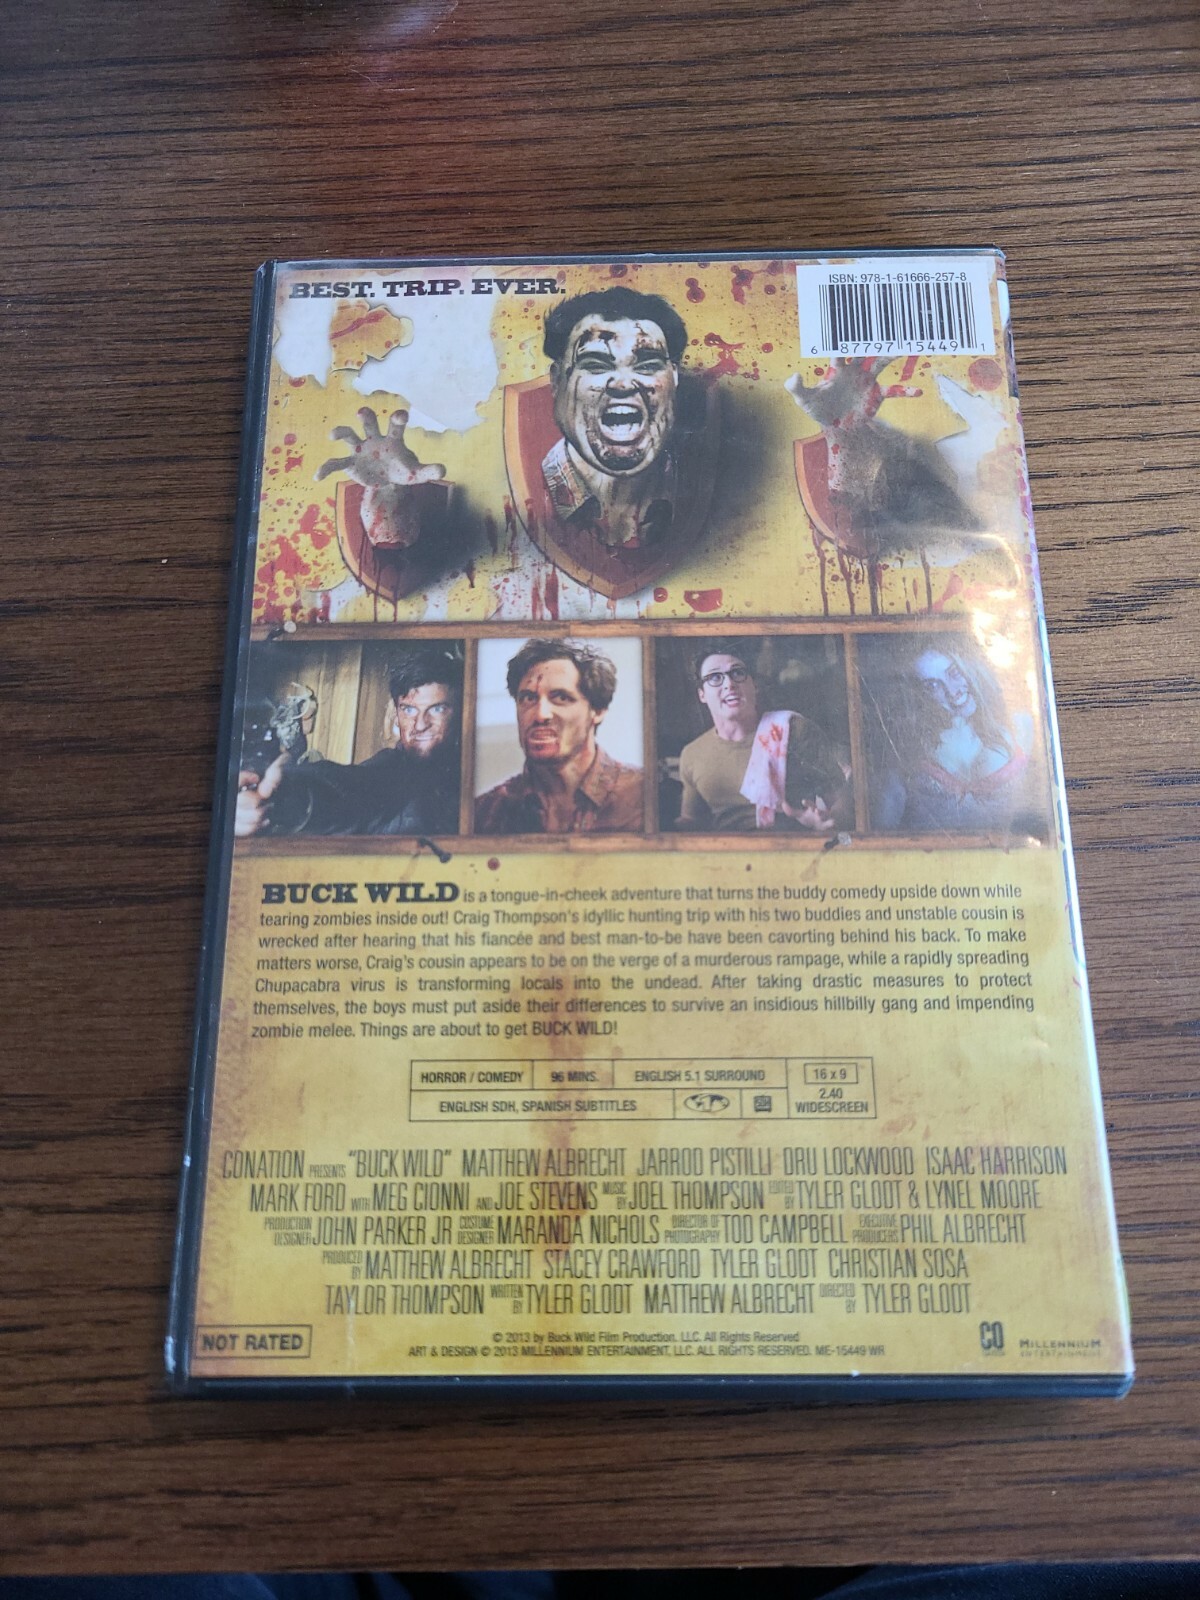 BEST. TRIP. EVER.
ISBN: 978-1-61666-257-8
6 87797 15449 1
BUCK WILD is a tongue-in-cheek adventure that turns the buddy comedy upside down while
tearing zombies inside out! Craig Thompson's idyllic hunting trip with his two buddies and unstable cousin is
wrecked after hearing that his fiancée and best man-to-be have been cavorting behind his back. To make
matters worse, Craig's cousin appears to be on the verge of a murderous rampage, while a rapidly spreading
Chupacabra virus is transforming locals into the undead. After taking drastic measures to protect
themselves, the boys must put aside their differences to survive an insidious hillbilly gang and impending
zombie melee. Things are about to get BUCK WILD!
HORROR / COMEDY 96 MINS. ENGLISH 5.1 SURROUND 16 x 9
ENGLISH SDH, SPANISH SUBTITLES 2.40
WIDESCREEN
CONATION PRESENTS "BUCK WILD" MATTHEW ALBRECHT JARROD PISTILLI DRU LOCKWOOD ISAAC HARRISON
MARK FORD WITH MEG CIONNI AND JOE STEVENS MUSIC BY JOEL THOMPSON EDITED BY TYLER GLODT & LYNEL MOORE
PRODUCTION DESIGNER JOHN PARKER JR COSTUME DESIGNER MARANDA NICHOLS DIRECTOR OF PHOTOGRAPHY TOD CAMPBELL EXECUTIVE PRODUCERS PHIL ALBRECHT
PRODUCED BY MATTHEW ALBRECHT STACEY CRAWFORD TYLER GLODT CHRISTIAN SOSA
TAYLOR THOMPSON WRITTEN BY TYLER GLODT MATTHEW ALBRECHT DIRECTED BY TYLER GLODT
NOT RATED
© 2013 by Buck Wild Film Production. LLC. All Rights Reserved
ART & DESIGN © 2013 MILLENNIUM ENTERTAINMENT, LLC. ALL RIGHTS RESERVED. ME-15449 WR
CO
MILLENNIUM
ENTERTAINMENT